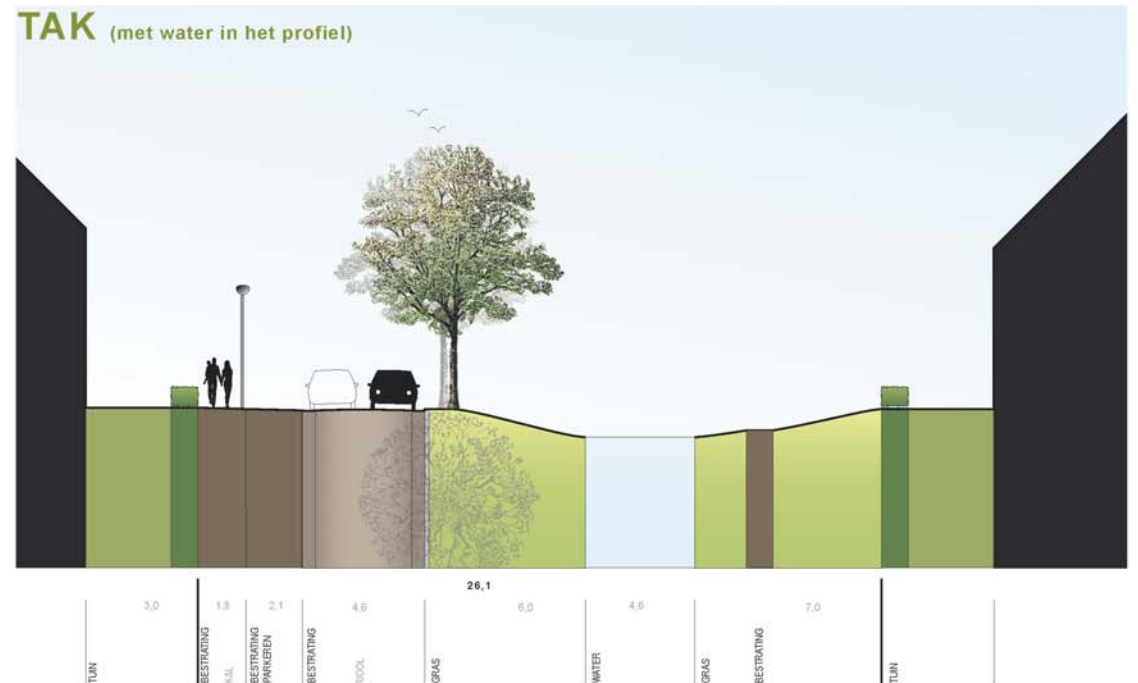 TAK (met water in het profiel)
26,1
3,0
1,8
2,1
4,6
6,0
4,6
7,0
TUIN
BESTRATING
K&L
BESTRATING
PARKEREN
BESTRATING
RIOOL
GRAS
WATER
GRAS
BESTRATING
TUIN